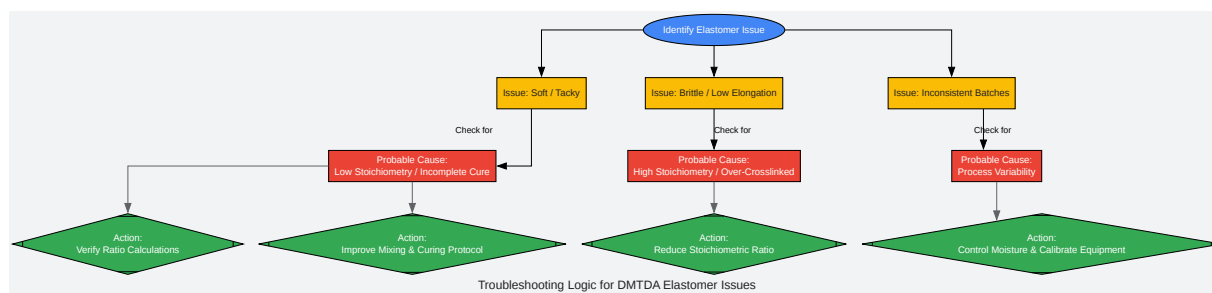 Identify Elastomer Issue
Issue: Soft / Tacky
Issue: Brittle / Low Elongation
Issue: Inconsistent Batches
Check for
Check for
Check for
Probable Cause:
Low Stoichiometry / Incomplete Cure
Probable Cause:
High Stoichiometry / Over-Crosslinked
Probable Cause:
Process Variability
Action:
Verify Ratio Calculations
Action:
Improve Mixing & Curing Protocol
Action:
Reduce Stoichiometric Ratio
Action:
Control Moisture & Calibrate Equipment
Troubleshooting Logic for DMTDA Elastomer Issues